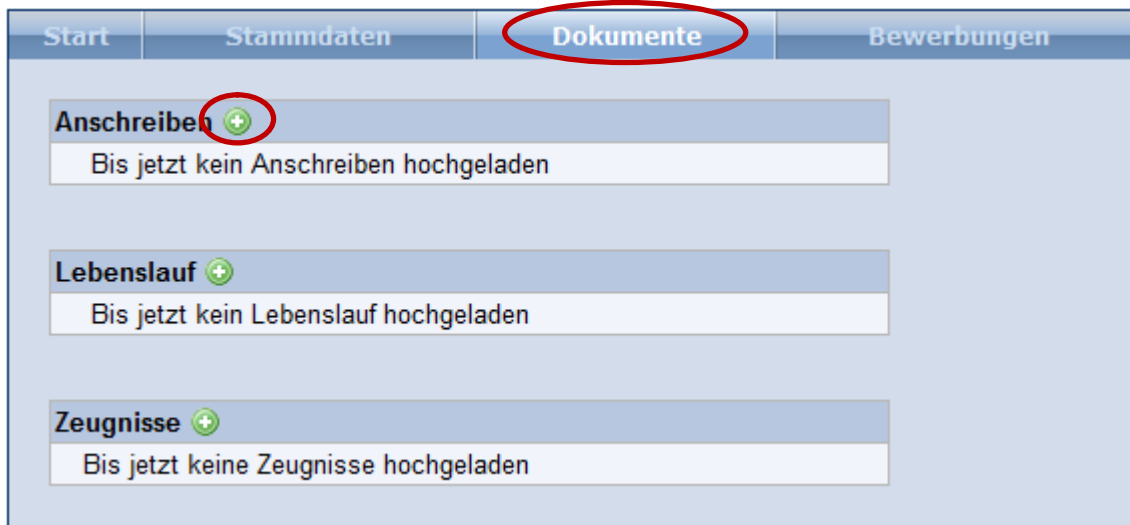 Start Stammdaten Dokumente Bewerbungen
Anschreiben
Bis jetzt kein Anschreiben hochgeladen
Lebenslauf
Bis jetzt kein Lebenslauf hochgeladen
Zeugnisse
Bis jetzt keine Zeugnisse hochgeladen